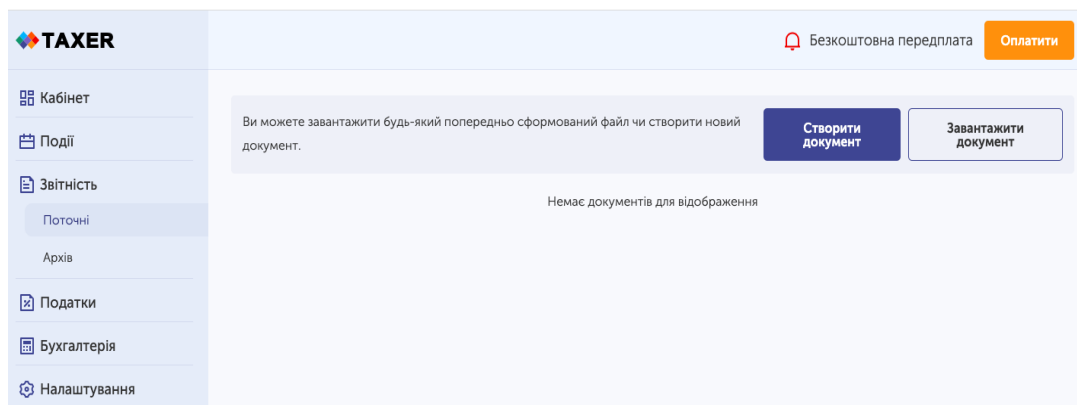 TAXER
Безкоштовна передплата
Оплатити
Кабінет
Події
Звітність
Поточні
Архів
Податки
Бухгалтерія
Налаштування
Ви можете завантажити будь-який попередньо сформований файл чи створити новий
документ.
Створити
документ
Завантажити
документ
Немає документів для відображення